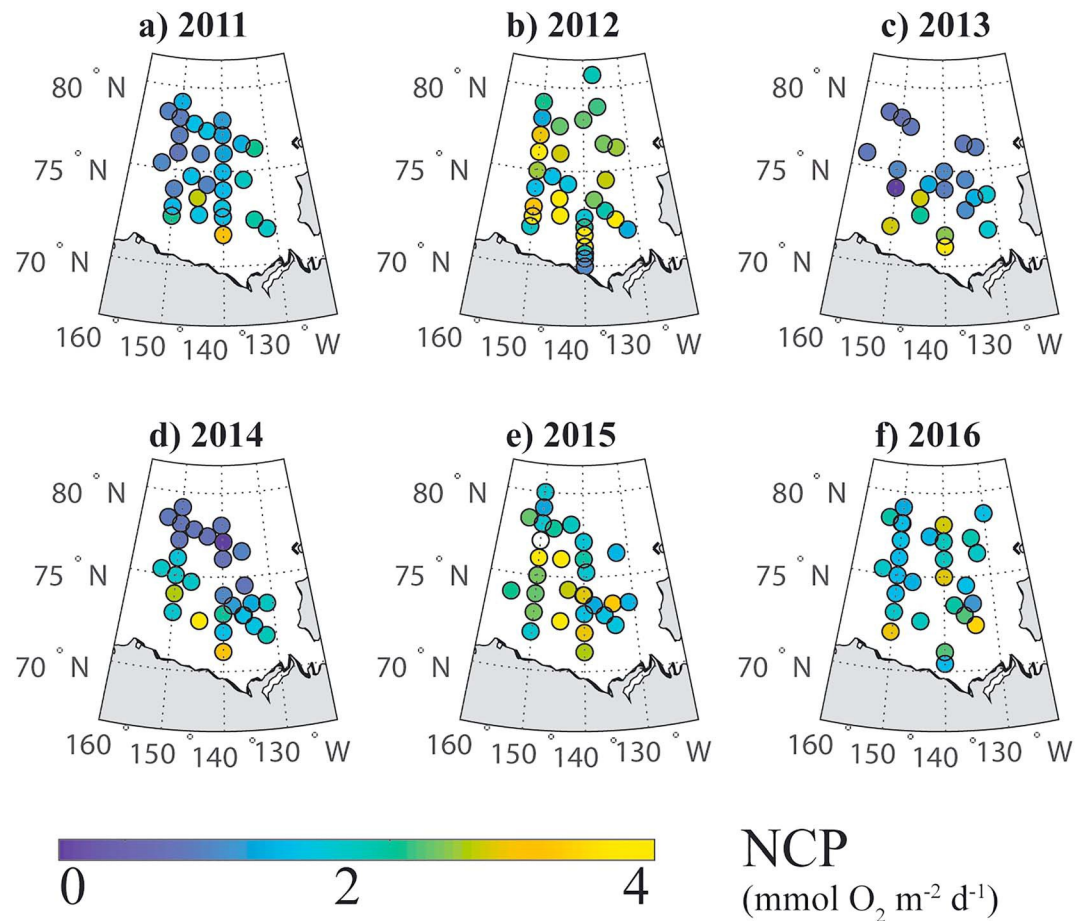 a) 2011
b) 2012
c) 2013
80 ° N
80 ° N
80 ° N
75 ° N
75 ° N
75 ° N
70 ° N
70 ° N
70 ° N
160 ° 150 ° 140 ° 130 ° W
160 ° 150 ° 140 ° 130 ° W
160 ° 150 ° 140 ° 130 ° W
d) 2014
e) 2015
f) 2016
80 ° N
80 ° N
80 ° N
75 ° N
75 ° N
75 ° N
70 ° N
70 ° N
70 ° N
160 ° 150 ° 140 ° 130 ° W
160 ° 150 ° 140 ° 130 ° W
160 ° 150 ° 140 ° 130 ° W
0 2 4
NCP
(mmol O₂ m⁻² d⁻¹)